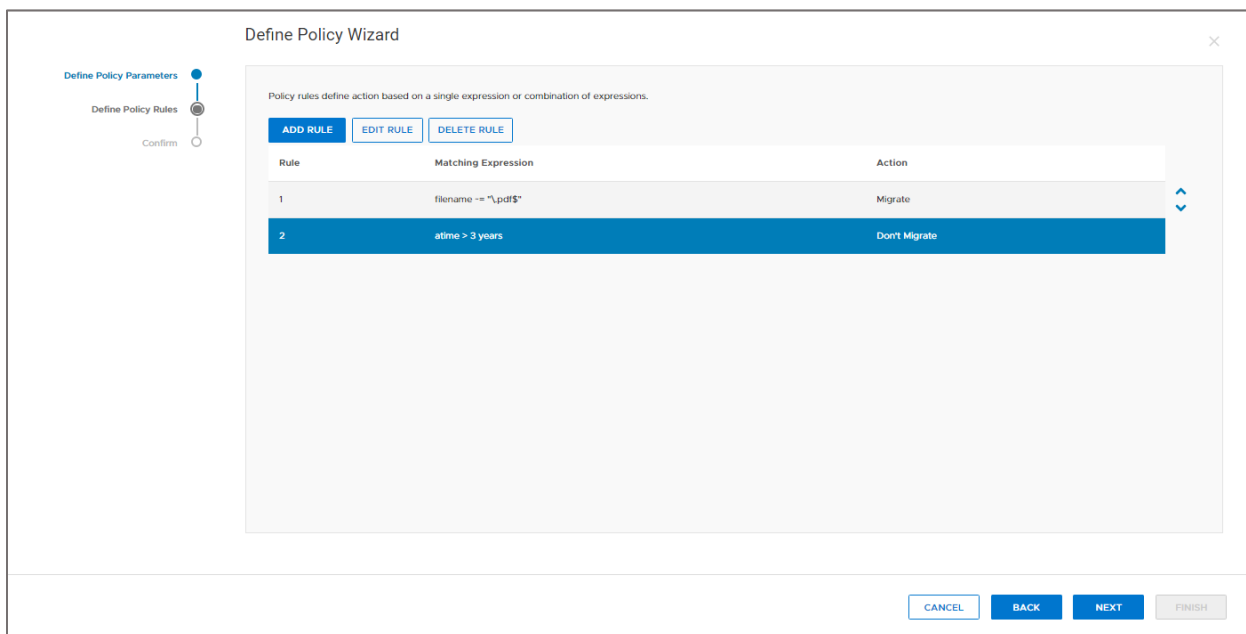 Define Policy Wizard
Define Policy Parameters
Define Policy Rules
Confirm
Policy rules define action based on a single expression or combination of expressions.
ADD RULE EDIT RULE DELETE RULE
Rule Matching Expression Action
1 filename ~= "\.pdf$" Migrate
2 atime > 3 years Don't Migrate
CANCEL BACK NEXT FINISH